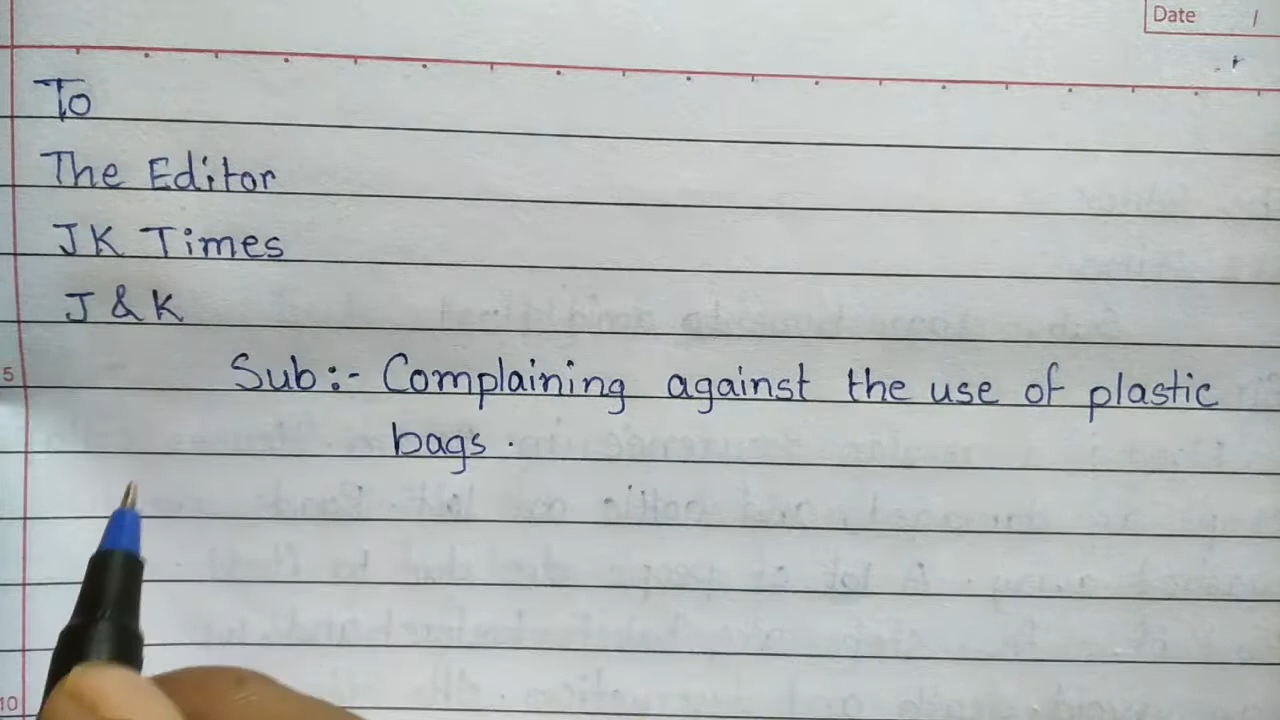 Date /
To
The Editor
JK Times
J & K
Sub:- Complaining against the use of plastic
bags.
5
10